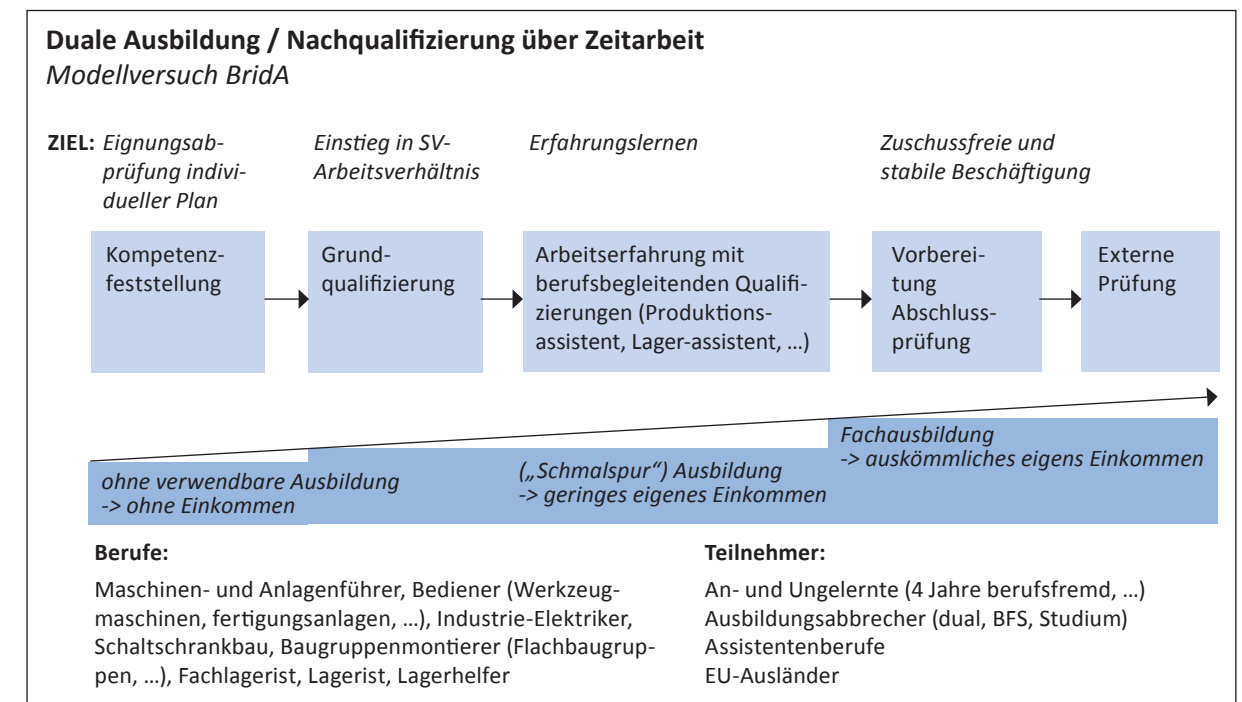 Duale Ausbildung / Nachqualifizierung über Zeitarbeit
Modellversuch BridA
ZIEL: Eignungsab-
prüfung indivi-
dueller Plan
Einstieg in SV-
Arbeitsverhältnis
Erfahrungslernen
Zuschussfreie und
stabile Beschäftigung
Kompetenz-
feststellung
Grund-
qualifizierung
Arbeitserfahrung mit
berufsbegleitenden Qualifi-
zierungen (Produktions-
assistent, Lager-assistent, ...)
Vorberei-
tung
Abschluss-
prüfung
Externe
Prüfung
ohne verwendbare Ausbildung
-> ohne Einkommen
(„Schmalspur“) Ausbildung
-> geringes eigenes Einkommen
Fachausbildung
-> auskömmliches eigens Einkommen
Berufe:
Maschinen- und Anlagenführer, Bediener (Werkzeug-
maschinen, fertigungsanlagen, ...), Industrie-Elektriker,
Schaltschrankbau, Baugruppenmontierer (Flachbaugrup-
pen, ...), Fachlagerist, Lagerist, Lagerhelfer
Teilnehmer:
An- und Ungelernte (4 Jahre berufsfremd, ...)
Ausbildungsabbrecher (dual, BFS, Studium)
Assistentenberufe
EU-Ausländer